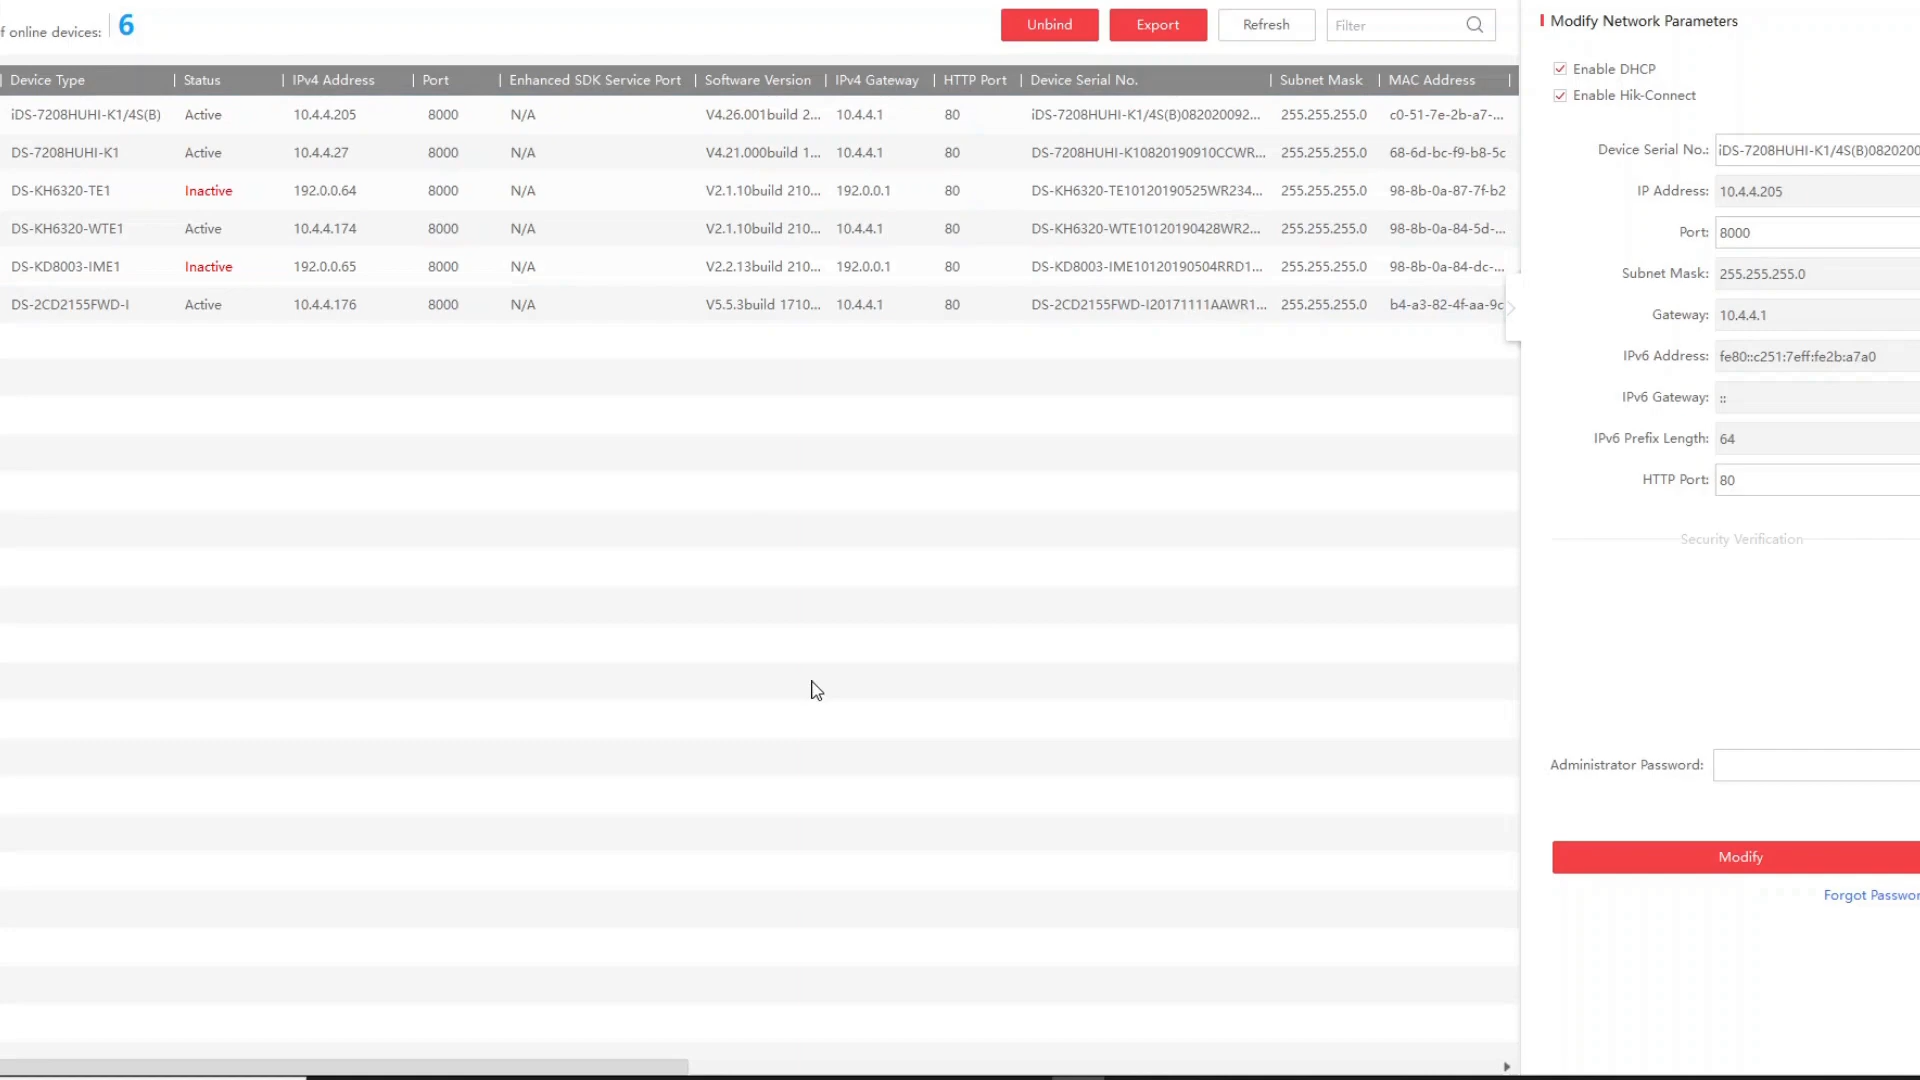 f online devices: 6 Unbind Export Refresh Filter
Device Type Status IPv4 Address Port Enhanced SDK Service Port Software Version IPv4 Gateway HTTP Port Device Serial No. Subnet Mask MAC Address
iDS-7208HUHI-K1/4S(B) Active 10.4.4.205 8000 N/A V4.26.001build 2... 10.4.4.1 80 iDS-7208HUHI-K1/4S(B)082020092... 255.255.255.0 c0-51-7e-2b-a7-...
DS-7208HUHI-K1 Active 10.4.4.27 8000 N/A V4.21.000build 1... 10.4.4.1 80 DS-7208HUHI-K10820190910CCWR... 255.255.255.0 68-6d-bc-f9-b8-5c
DS-KH6320-TE1 Inactive 192.0.0.64 8000 N/A V2.1.10build 210... 192.0.0.1 80 DS-KH6320-TE10120190525WR234... 255.255.255.0 98-8b-0a-87-7f-b2
DS-KH6320-WTE1 Active 10.4.4.174 8000 N/A V2.1.10build 210... 10.4.4.1 80 DS-KH6320-WTE10120190428WR2... 255.255.255.0 98-8b-0a-84-5d-...
DS-KD8003-IME1 Inactive 192.0.0.65 8000 N/A V2.2.13build 210... 192.0.0.1 80 DS-KD8003-IME10120190504RRD1... 255.255.255.0 98-8b-0a-84-dc-...
DS-2CD2155FWD-I Active 10.4.4.176 8000 N/A V5.5.3build 1710... 10.4.4.1 80 DS-2CD2155FWD-I20171111AAWR1... 255.255.255.0 b4-a3-82-4f-aa-9c
Modify Network Parameters
Enable DHCP
Enable Hik-Connect
Device Serial No.: iDS-7208HUHI-K1/4S(B)0820200
IP Address: 10.4.4.205
Port: 8000
Subnet Mask: 255.255.255.0
Gateway: 10.4.4.1
IPv6 Address: fe80::c251:7eff:fe2b:a7a0
IPv6 Gateway: ::
IPv6 Prefix Length: 64
HTTP Port: 80
Security Verification
Administrator Password:
Modify
Forgot Passwor